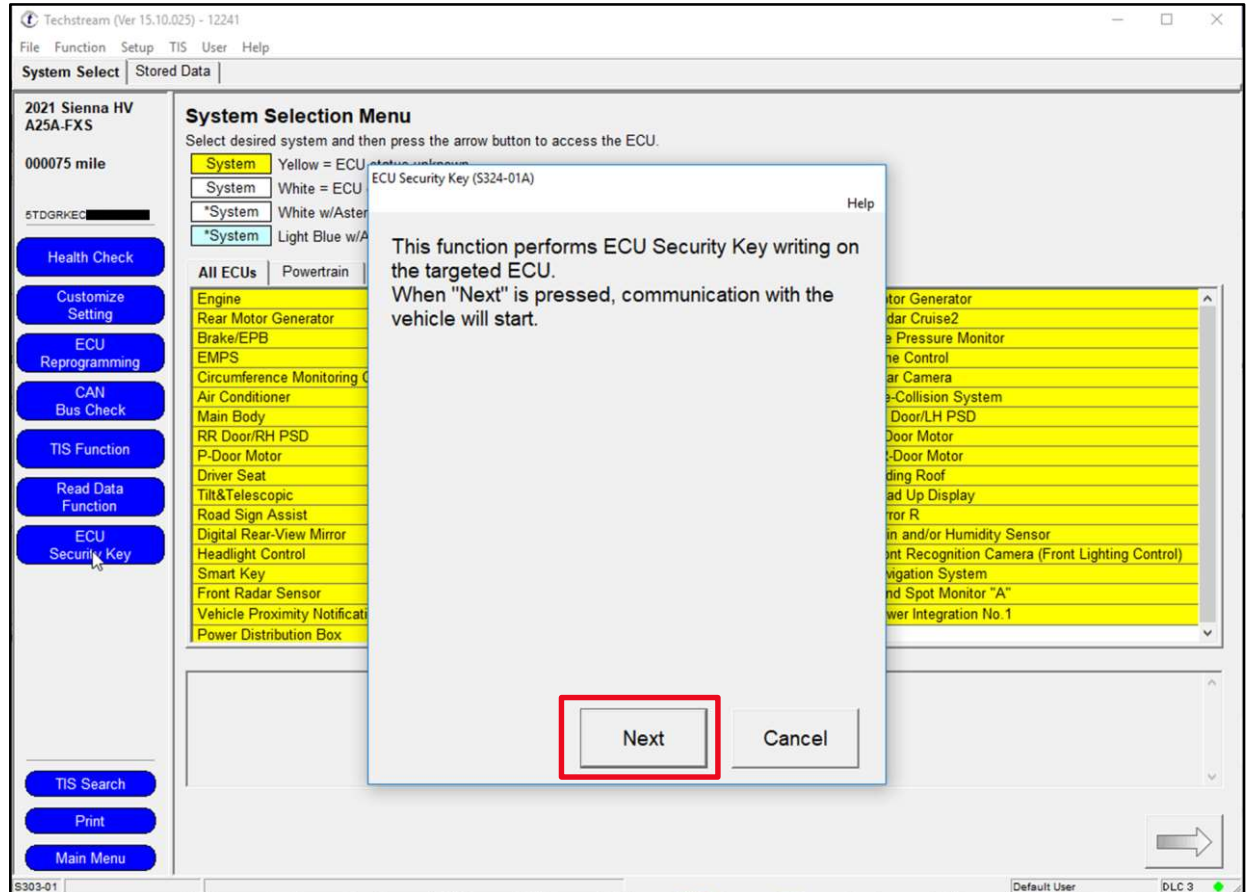 Techstream (Ver 15.10.025) - 12241
File Function Setup TIS User Help
System Select Stored Data
2021 Sienna HV
A25A-FXS
000075 mile
5TDGRKEC
Health Check
Customize
Setting
ECU
Reprogramming
CAN
Bus Check
TIS Function
Read Data
Function
ECU
Security Key
TIS Search
Print
Main Menu
System Selection Menu
Select desired system and then press the arrow button to access the ECU.
System Yellow = ECU
System White = ECU
*System White w/Aster
*System Light Blue w/A
All ECUs Powertrain
Engine
Rear Motor Generator
Brake/EPB
EMPS
Circumference Monitoring
Air Conditioner
Main Body
RR Door/RH PSD
P-Door Motor
Driver Seat
Tilt&Telescopic
Road Sign Assist
Digital Rear-View Mirror
Headlight Control
Smart Key
Front Radar Sensor
Vehicle Proximity Notificati
Power Distribution Box
ECU Security Key (S324-01A)
Help
This function performs ECU Security Key writing on
the targeted ECU.
When "Next" is pressed, communication with the
vehicle will start.
Next Cancel
tor Generator
dar Cruise2
e Pressure Monitor
ne Control
ar Camera
e-Collision System
Door/LH PSD
Door Motor
-Door Motor
ding Roof
ad Up Display
rror R
in and/or Humidity Sensor
ont Recognition Camera (Front Lighting Control)
vigation System
nd Spot Monitor "A"
wer Integration No.1
S303-01 Default User DLC 3